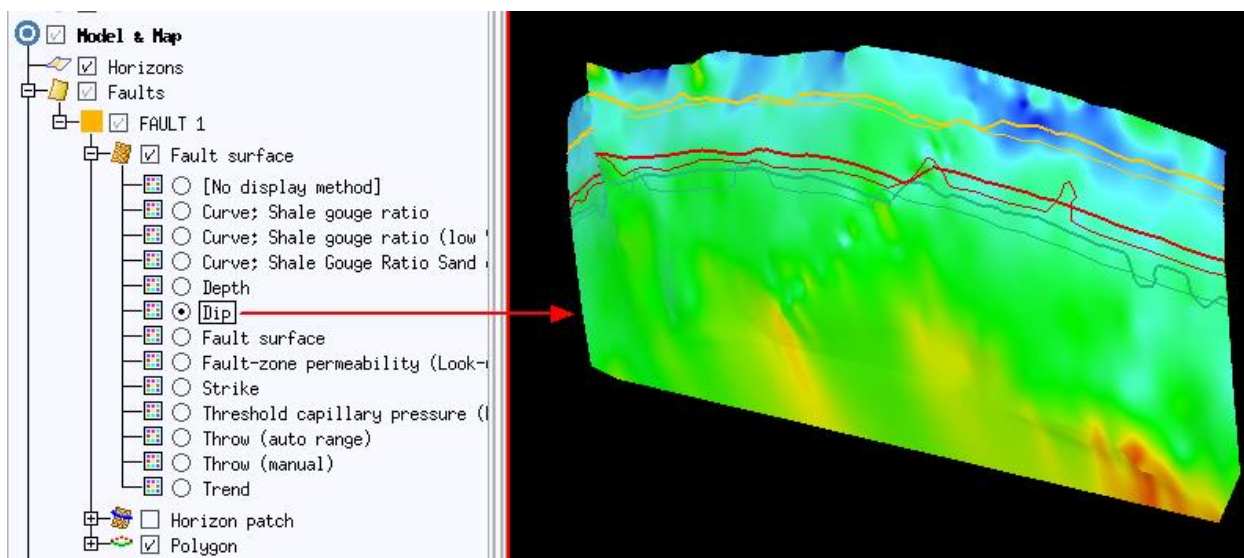 Model & Map
Horizons
Faults
FAULT 1
Fault surface
[No display method]
Curve: Shale gouge ratio
Curve: Shale gouge ratio (low
Curve: Shale Gouge Ratio Sand
Depth
Dip
Fault surface
Fault-zone permeability (Look-
Strike
Threshold capillary pressure (
Throw (auto range)
Throw (manual)
Trend
Horizon patch
Polygon